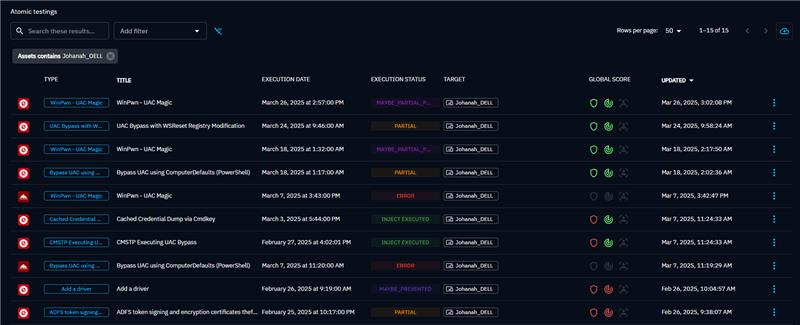 Atomic testings
Search these results... Add filter Rows per page: 50 1–15 of 15
Assets contains Johanah_DELL
TYPE TITLE EXECUTION DATE EXECUTION STATUS TARGET GLOBAL SCORE UPDATED
WinPwn - UAC Magic WinPwn - UAC Magic March 26, 2025 at 2:57:00 PM MAYBE_PARTIAL_P... Johanah_DELL Mar 26, 2025, 3:02:08 PM
UAC Bypass with W... UAC Bypass with WSReset Registry Modification March 24, 2025 at 9:46:00 AM PARTIAL Johanah_DELL Mar 24, 2025, 9:58:24 AM
WinPwn - UAC Magic WinPwn - UAC Magic March 18, 2025 at 1:32:00 AM MAYBE_PARTIAL_P... Johanah_DELL Mar 18, 2025, 2:17:50 AM
Bypass UAC using ... Bypass UAC using ComputerDefaults (PowerShell) March 18, 2025 at 1:17:00 AM PARTIAL Johanah_DELL Mar 18, 2025, 2:02:36 AM
WinPwn - UAC Magic WinPwn - UAC Magic March 7, 2025 at 3:43:00 PM ERROR Johanah_DELL Mar 7, 2025, 3:42:47 PM
Cached Credential ... Cached Credential Dump via Cmdkey March 3, 2025 at 5:44:00 PM INJECT EXECUTED Johanah_DELL Mar 7, 2025, 11:24:33 AM
CMSTP Executing U... CMSTP Executing UAC Bypass February 27, 2025 at 4:02:01 PM INJECT EXECUTED Johanah_DELL Mar 7, 2025, 11:24:33 AM
Bypass UAC using ... Bypass UAC using ComputerDefaults (PowerShell) March 7, 2025 at 11:20:00 AM ERROR Johanah_DELL Mar 7, 2025, 11:19:29 AM
Add a driver Add a driver February 26, 2025 at 9:19:00 AM MAYBE_PREVENTED Johanah_DELL Feb 26, 2025, 10:04:57 AM
ADFS token signing... ADFS token signing and encryption certificates thef... February 25, 2025 at 10:17:00 PM PARTIAL Johanah_DELL Feb 26, 2025, 9:38:07 AM